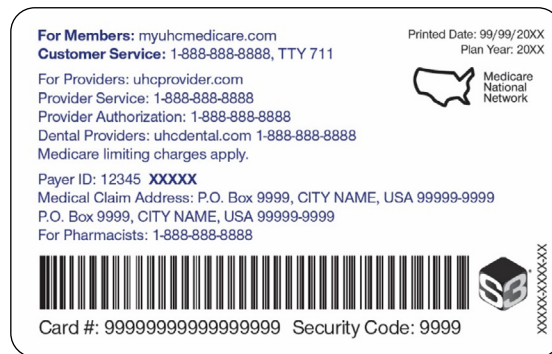 For Members: myuhcmedicare.com
Customer Service: 1-888-888-8888, TTY 711
Printed Date: 99/99/20XX
Plan Year: 20XX
Medicare
National
Network
For Providers: uhcprovider.com
Provider Service: 1-888-888-8888
Provider Authorization: 1-888-888-8888
Dental Providers: uhcdental.com 1-888-888-8888
Medicare limiting charges apply.
Payer ID: 12345 XXXXX
Medical Claim Address: P.O. Box 9999, CITY NAME, USA 99999-9999
P.O. Box 9999, CITY NAME, USA 99999-9999
For Pharmacists: 1-888-888-8888
S3
XXXXX-XXXX-XX
Card #: 99999999999999999 Security Code: 9999